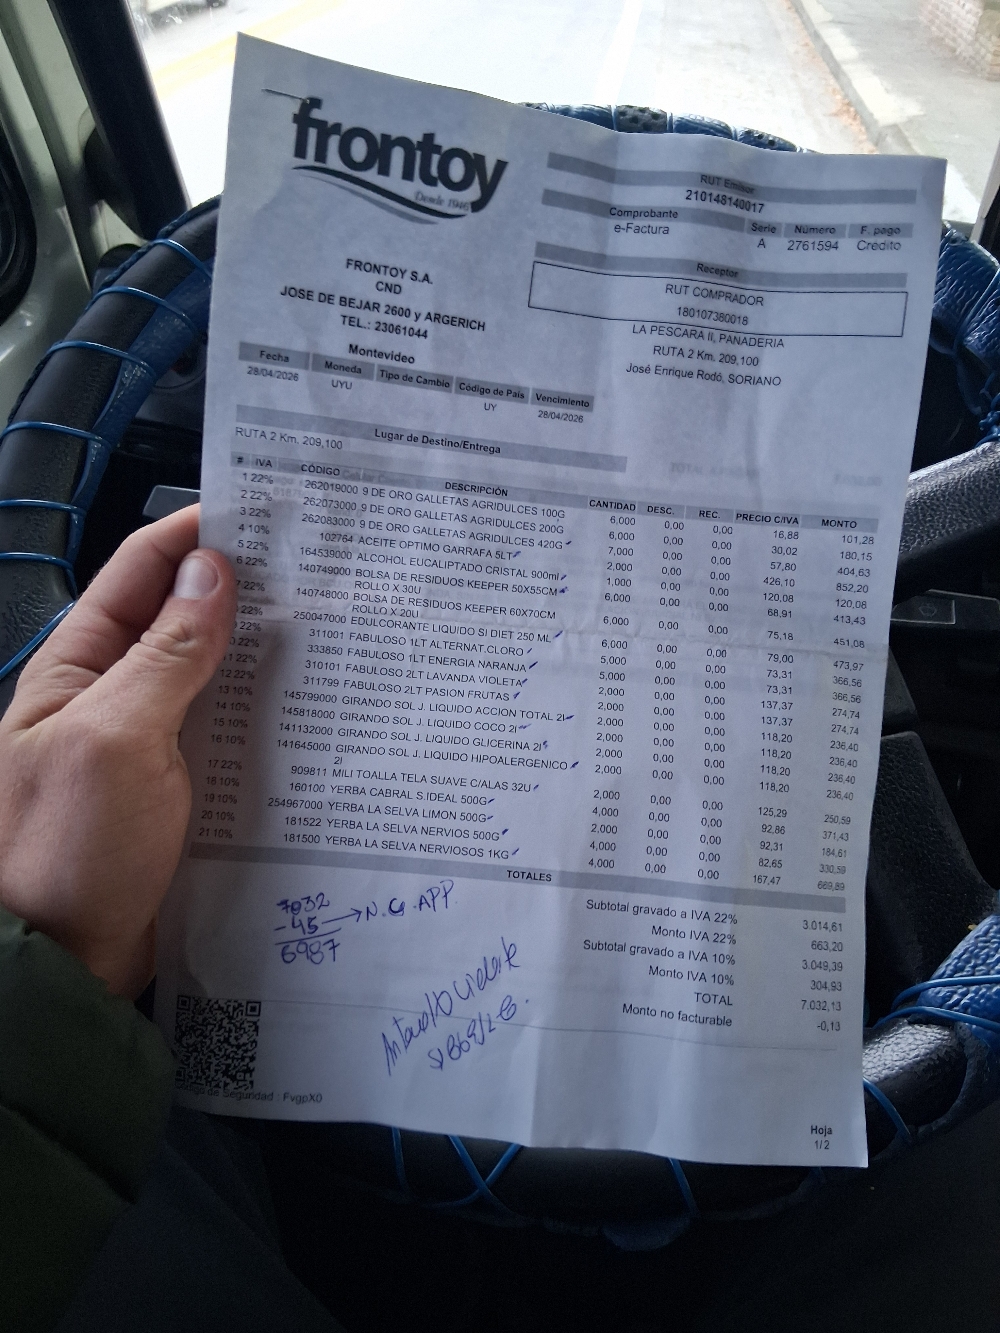 frontoy
Desde 1946
RUT Emisor
210148140017
Comprobante Serie Número F. pago
e-Factura A 2761594 Crédito
Receptor
RUT COMPRADOR
180107380018
LA PESCARA II, PANADERIA
RUTA 2 Km. 209,100
José Enrique Rodó, SORIANO
FRONTOY S.A.
CND
JOSE DE BEJAR 2600 y ARGERICH
TEL.: 23061044
Montevideo
Fecha Moneda Tipo de Cambio Código de País Vencimiento
28/04/2026 UYU UY 28/04/2026
Lugar de Destino/Entrega
RUTA 2 Km. 209,100
# IVA CÓDIGO DESCRIPCIÓN CANTIDAD DESC. REC. PRECIO C/IVA MONTO
1 22% 262019000 9 DE ORO GALLETAS AGRIDULCES 100G 6,000 0,00 0,00 16,88 101,28
2 22% 262073000 9 DE ORO GALLETAS AGRIDULCES 200G 6,000 0,00 0,00 30,02 180,15
3 22% 262083000 9 DE ORO GALLETAS AGRIDULCES 420G 7,000 0,00 0,00 57,80 404,63
4 10% 102764 ACEITE OPTIMO GARRAFA 5LT 2,000 0,00 0,00 426,10 852,20
5 22% 164539000 ALCOHOL EUCALIPTADO CRISTAL 900ml 1,000 0,00 0,00 120,08 120,08
6 22% 140749000 BOLSA DE RESIDUOS KEEPER 50X55CM 6,000 0,00 0,00 68,91 413,43
ROLLO X 30U
22% 140748000 BOLSA DE RESIDUOS KEEPER 60X70CM 6,000 0,00 0,00 75,18 451,08
ROLLO X 20U
22% 250047000 EDULCORANTE LIQUIDO SI DIET 250 ML 6,000 0,00 0,00 79,00 473,97
22% 311001 FABULOSO 1LT ALTERNAT.CLORO 5,000 0,00 0,00 73,31 366,56
22% 333850 FABULOSO 1LT ENERGIA NARANJA 5,000 0,00 0,00 73,31 366,56
22% 310101 FABULOSO 2LT LAVANDA VIOLETA 2,000 0,00 0,00 137,37 274,74
12 22% 311799 FABULOSO 2LT PASION FRUTAS 2,000 0,00 0,00 137,37 274,74
13 10% 145799000 GIRANDO SOL J. LIQUIDO ACCION TOTAL 2l 2,000 0,00 0,00 118,20 236,40
14 10% 145818000 GIRANDO SOL J. LIQUIDO COCO 2l 2,000 0,00 0,00 118,20 236,40
15 10% 141132000 GIRANDO SOL J. LIQUIDO GLICERINA 2l 2,000 0,00 0,00 118,20 236,40
16 10% 141645000 GIRANDO SOL J. LIQUIDO HIPOALERGENICO 2,000 0,00 0,00 118,20 236,40
2l
17 22% 909811 MILI TOALLA TELA SUAVE C/ALAS 32U 2,000 0,00 0,00 125,29 250,59
18 10% 160100 YERBA CABRAL S.IDEAL 500G 4,000 0,00 0,00 92,86 371,43
19 10% 254967000 YERBA LA SELVA LIMON 500G 2,000 0,00 0,00 92,31 184,61
20 10% 181522 YERBA LA SELVA NERVIOS 500G 4,000 0,00 0,00 82,65 330,59
21 10% 181500 YERBA LA SELVA NERVIOSOS 1KG 4,000 0,00 0,00 167,47 669,89
TOTALES
Subtotal gravado a IVA 22% 3.014,61
Monto IVA 22% 663,20
Subtotal gravado a IVA 10% 3.049,39
Monto IVA 10% 304,93
TOTAL 7.032,13
Monto no facturable -0,13
7032
-45 → N.C. APP.
6987
de Seguridad : FvgpX0
Hoja
1/2